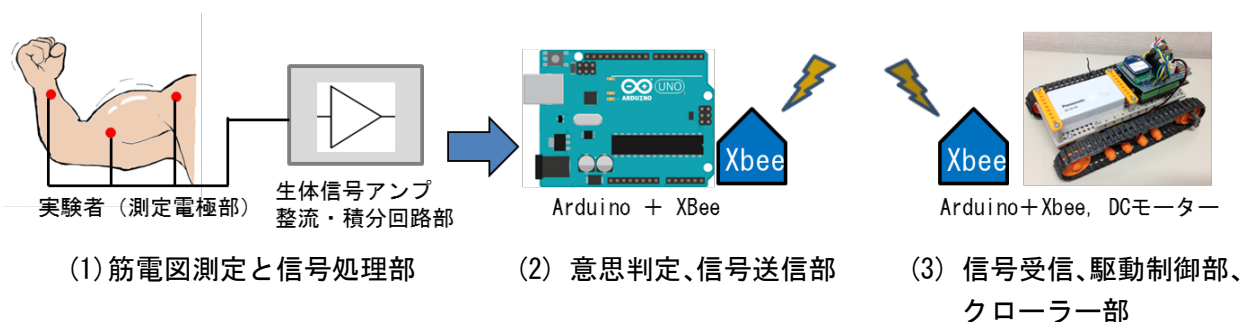 UNO
ARDUINO
Xbee
Xbee
Panasonic
実験者（測定電極部）
生体信号アンプ
整流・積分回路部
Arduino ＋ XBee
Arduino＋Xbee, DCモーター
(1)筋電図測定と信号処理部
(2) 意思判定、信号送信部
(3) 信号受信、駆動制御部、
クローラー部